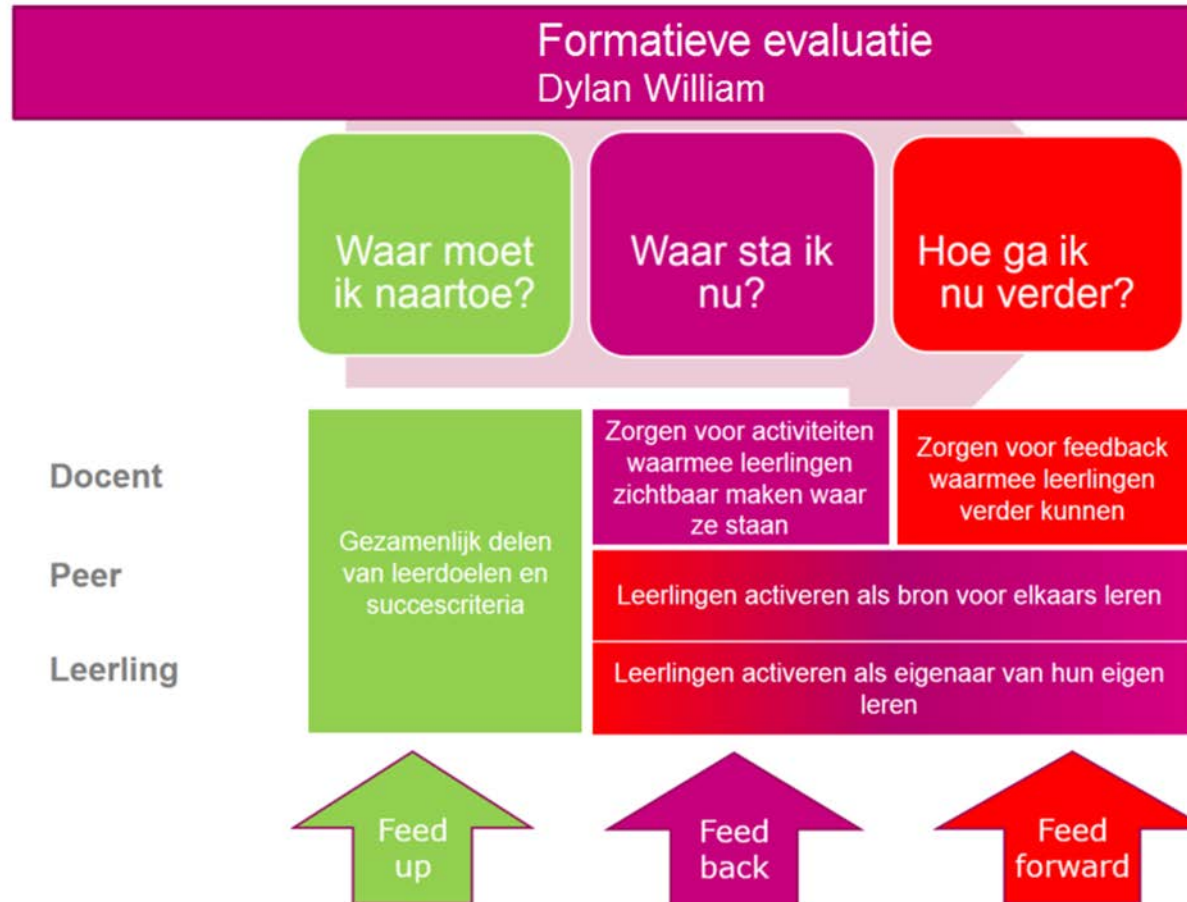 Formatieve evaluatie
Dylan William
Waar moet
ik naartoe?
Waar sta ik
nu?
Hoe ga ik
nu verder?
Docent
Peer
Leerling
Gezamenlijk delen
van leerdoelen en
succescriteria
Zorgen voor activiteiten
waarmee leerlingen
zichtbaar maken waar
ze staan
Zorgen voor feedback
waarmee leerlingen
verder kunnen
Leerlingen activeren als bron voor elkaars leren
Leerlingen activeren als eigenaar van hun eigen
leren
Feed
up
Feed
back
Feed
forward